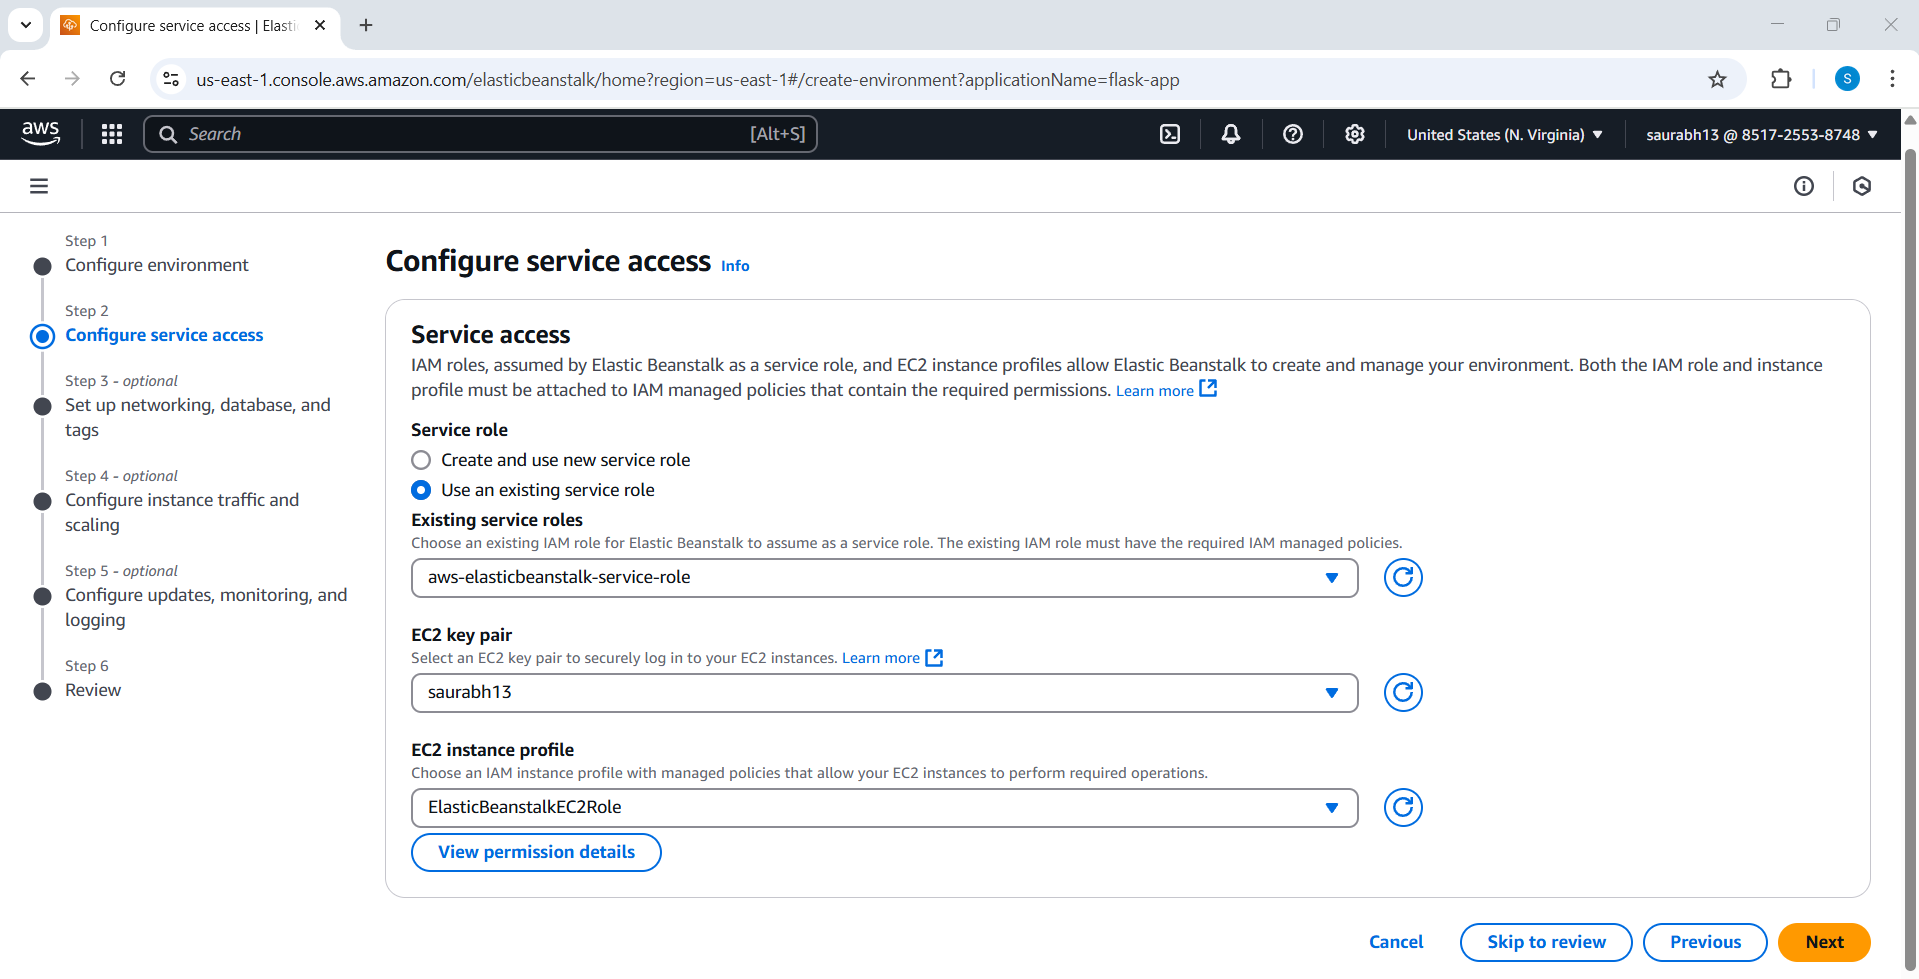 Configure service access | Elasti
us-east-1.console.aws.amazon.com/elasticbeanstalk/home?region=us-east-1#/create-environment?applicationName=flask-app
S
aws
Search
[Alt+S]
United States (N. Virginia)
saurabh13 @ 8517-2553-8748
Step 1
Configure environment
Step 2
Configure service access
Step 3 - optional
Set up networking, database, and
tags
Step 4 - optional
Configure instance traffic and
scaling
Step 5 - optional
Configure updates, monitoring, and
logging
Step 6
Review
Configure service access Info
Service access
IAM roles, assumed by Elastic Beanstalk as a service role, and EC2 instance profiles allow Elastic Beanstalk to create and manage your environment. Both the IAM role and instance
profile must be attached to IAM managed policies that contain the required permissions. Learn more
Service role
Create and use new service role
Use an existing service role
Existing service roles
Choose an existing IAM role for Elastic Beanstalk to assume as a service role. The existing IAM role must have the required IAM managed policies.
aws-elasticbeanstalk-service-role
EC2 key pair
Select an EC2 key pair to securely log in to your EC2 instances. Learn more
saurabh13
EC2 instance profile
Choose an IAM instance profile with managed policies that allow your EC2 instances to perform required operations.
ElasticBeanstalkEC2Role
View permission details
Cancel
Skip to review
Previous
Next